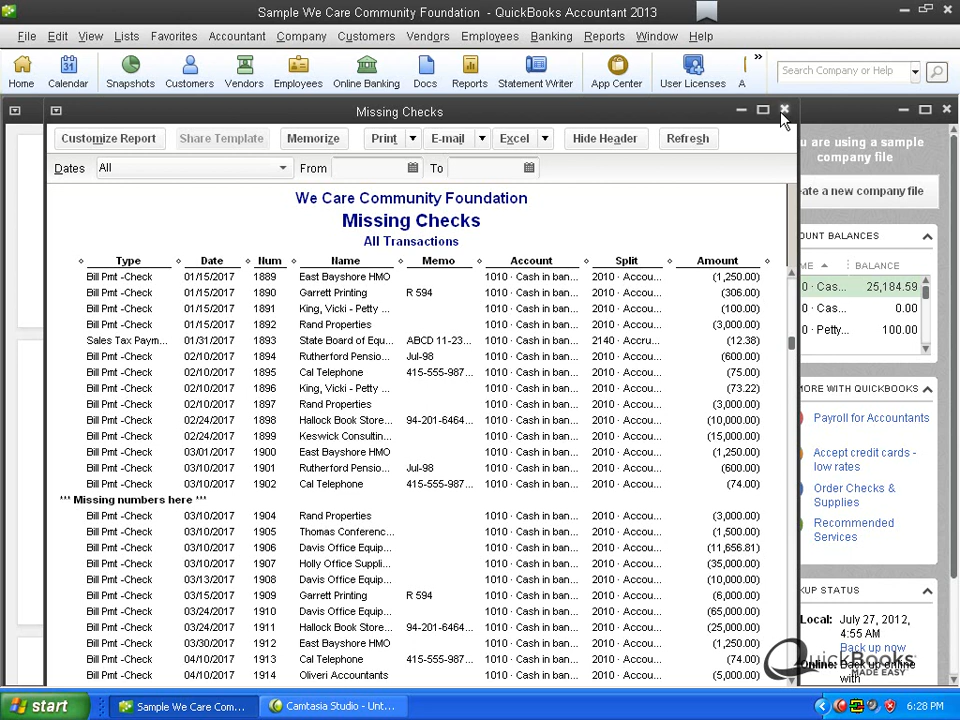 Sample We Care Community Foundation - QuickBooks Accountant 2013
File Edit View Lists Favorites Accountant Company Customers Vendors Employees Banking Reports Window Help
Home Calendar Snapshots Customers Vendors Employees Online Banking Docs Reports Statement Writer App Center User Licenses A » Search Company or Help
Missing Checks
Customize Report Share Template Memorize Print E-mail Excel Hide Header Refresh
Dates All From To
We Care Community Foundation
Missing Checks
All Transactions
Type Date Num Name Memo Account Split Amount
Bill Pmt -Check 01/15/2017 1889 East Bayshore HMO 1010 · Cash in ban... 2010 · Accou... (1,250.00)
Bill Pmt -Check 01/15/2017 1890 Garrett Printing R 594 1010 · Cash in ban... 2010 · Accou... (306.00)
Bill Pmt -Check 01/15/2017 1891 King, Vicki - Petty ... 1010 · Cash in ban... 2010 · Accou... (100.00)
Bill Pmt -Check 01/15/2017 1892 Rand Properties 1010 · Cash in ban... 2010 · Accou... (3,000.00)
Sales Tax Paym... 01/31/2017 1893 State Board of Equ... ABCD 11-23... 1010 · Cash in ban... 2140 · Accru... (12.38)
Bill Pmt -Check 02/10/2017 1894 Rutherford Pensio... Jul-98 1010 · Cash in ban... 2010 · Accou... (600.00)
Bill Pmt -Check 02/10/2017 1895 Cal Telephone 415-555-987... 1010 · Cash in ban... 2010 · Accou... (75.00)
Bill Pmt -Check 02/10/2017 1896 King, Vicki - Petty ... 1010 · Cash in ban... 2010 · Accou... (73.22)
Bill Pmt -Check 02/10/2017 1897 Rand Properties 1010 · Cash in ban... 2010 · Accou... (3,000.00)
Bill Pmt -Check 02/24/2017 1898 Hallock Book Store... 94-201-6464... 1010 · Cash in ban... 2010 · Accou... (10,000.00)
Bill Pmt -Check 02/24/2017 1899 Keswick Consultin... 1010 · Cash in ban... 2010 · Accou... (15,000.00)
Bill Pmt -Check 03/01/2017 1900 East Bayshore HMO 1010 · Cash in ban... 2010 · Accou... (1,250.00)
Bill Pmt -Check 03/10/2017 1901 Rutherford Pensio... Jul-98 1010 · Cash in ban... 2010 · Accou... (600.00)
Bill Pmt -Check 03/10/2017 1902 Cal Telephone 415-555-987... 1010 · Cash in ban... 2010 · Accou... (74.00)
*** Missing numbers here ***
Bill Pmt -Check 03/10/2017 1904 Rand Properties 1010 · Cash in ban... 2010 · Accou... (3,000.00)
Bill Pmt -Check 03/10/2017 1905 Thomas Conferenc... 1010 · Cash in ban... 2010 · Accou... (1,500.00)
Bill Pmt -Check 03/10/2017 1906 Davis Office Equip... 1010 · Cash in ban... 2010 · Accou... (11,656.81)
Bill Pmt -Check 03/10/2017 1907 Holly Office Suppli... 1010 · Cash in ban... 2010 · Accou... (35,000.00)
Bill Pmt -Check 03/13/2017 1908 Davis Office Equip... 1010 · Cash in ban... 2010 · Accou... (10,000.00)
Bill Pmt -Check 03/15/2017 1909 Garrett Printing R 594 1010 · Cash in ban... 2010 · Accou... (6,000.00)
Bill Pmt -Check 03/24/2017 1910 Davis Office Equip... 1010 · Cash in ban... 2010 · Accou... (65,000.00)
Bill Pmt -Check 03/24/2017 1911 Hallock Book Store... 94-201-6464... 1010 · Cash in ban... 2010 · Accou... (25,000.00)
Bill Pmt -Check 03/30/2017 1912 East Bayshore HMO 1010 · Cash in ban... 2010 · Accou... (1,250.00)
Bill Pmt -Check 04/10/2017 1913 Cal Telephone 415-555-987... 1010 · Cash in ban... 2010 · Accou... (74.00)
Bill Pmt -Check 04/10/2017 1914 Oliveri Accountants 1010 · Cash in ban... 2010 · Accou... (5,000.00)
u are using a sample
company file
eate a new company file
OUNT BALANCES
ME BALANCE
0 · Cas... 25,184.59
0 · Cas... 0.00
0 · Petty... 100.00
MORE WITH QUICKBOOKS
Payroll for Accountants
Accept credit cards -
low rates
Order Checks &
Supplies
Recommended
Services
KUP STATUS
Local: July 27, 2012,
4:55 AM
Back up now
Online: Back up online
with
QuickBooks
MADE EASY
start Sample We Care Com... Camtasia Studio - Unt... 6:28 PM